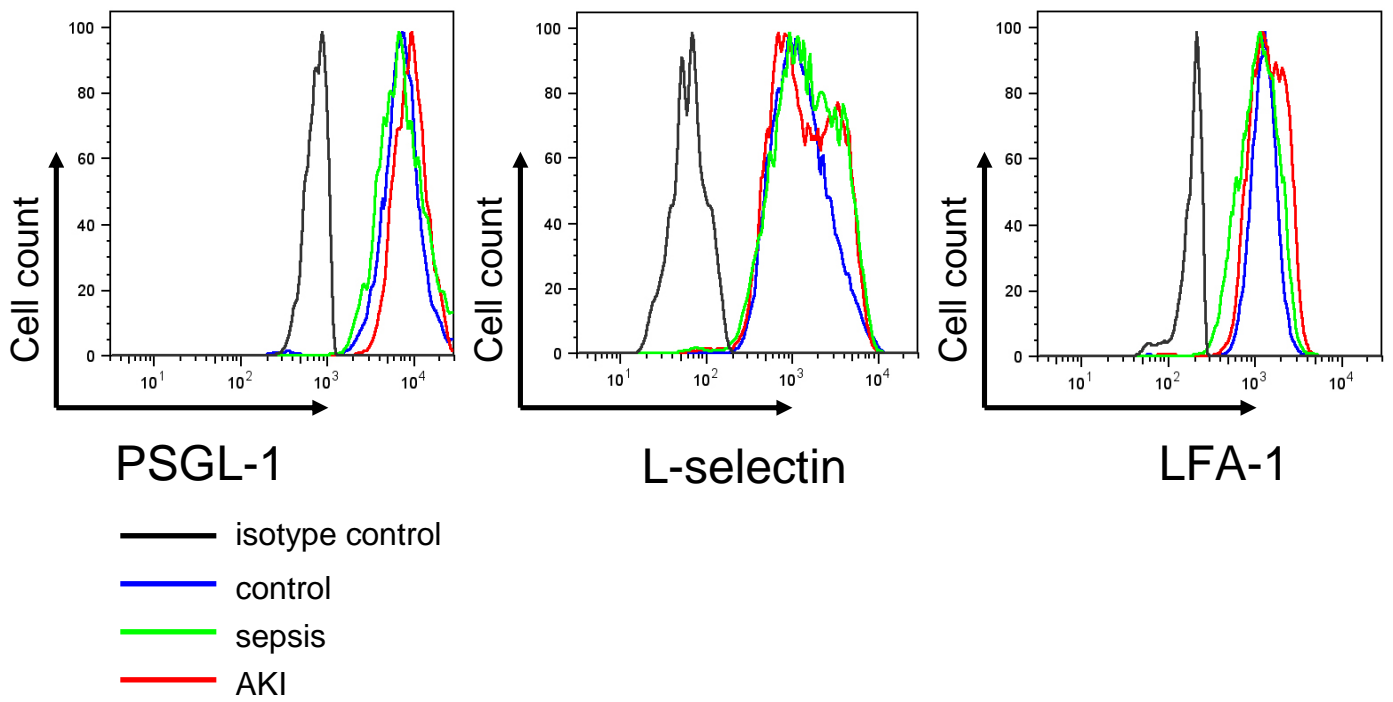 100
80
60
40
20
0
10¹ 10² 10³ 10⁴
Cell count
PSGL-1
100
80
60
40
20
0
10¹ 10² 10³ 10⁴
Cell count
L-selectin
100
80
60
40
20
0
10¹ 10² 10³ 10⁴
Cell count
LFA-1
isotype control
control
sepsis
AKI